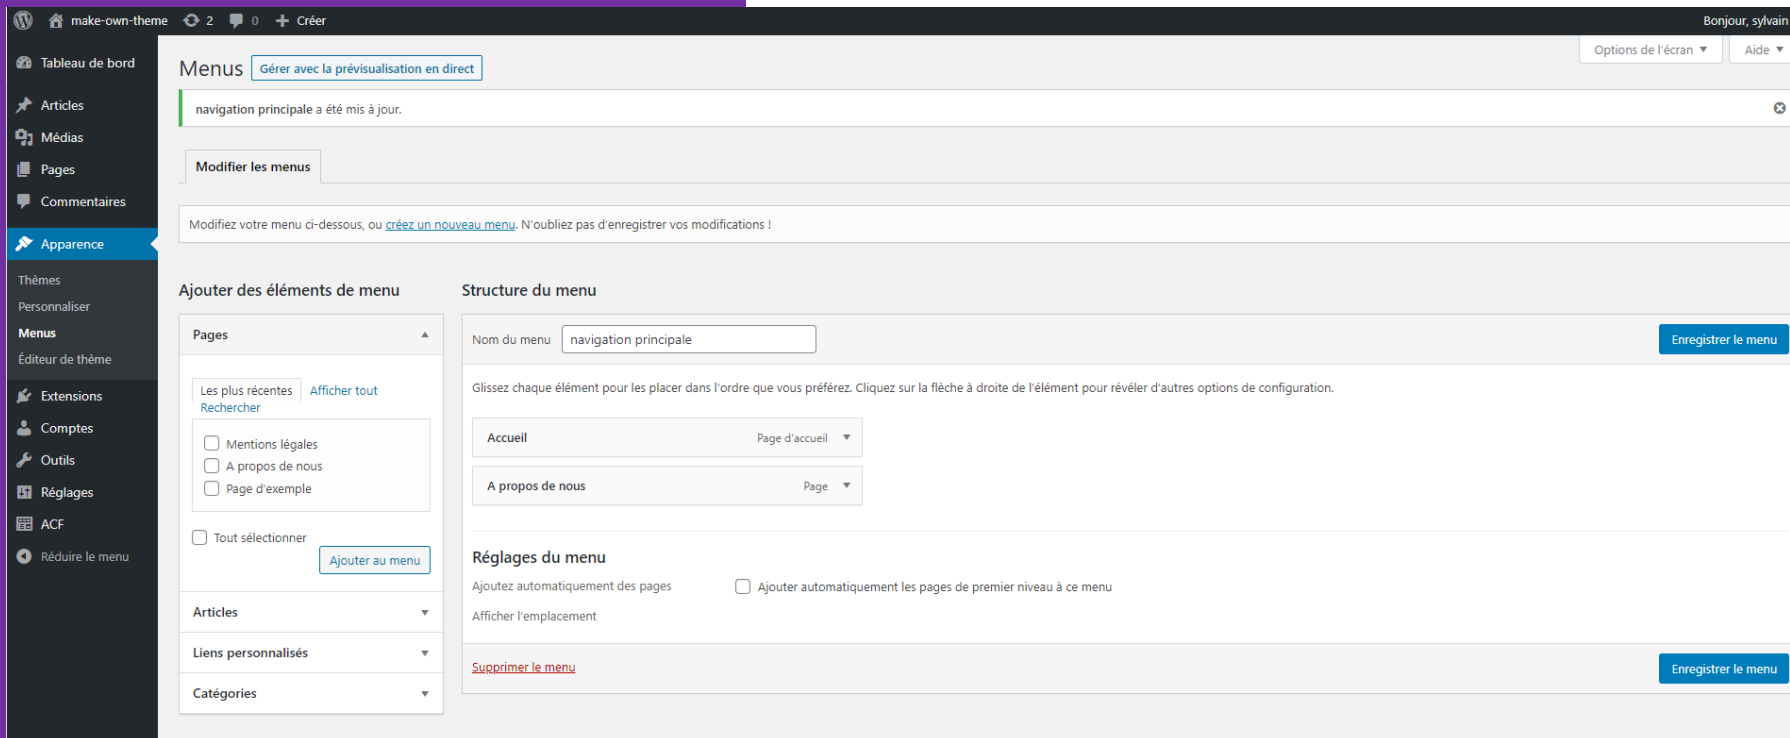 make-own-theme 2 0 Créer Bonjour, sylvain
Tableau de bord
Articles
Médias
Pages
Commentaires
Apparence
Thèmes
Personnaliser
Menus
Éditeur de thème
Extensions
Comptes
Outils
Réglages
ACF
Réduire le menu
Options de l'écran Aide
Menus Gérer avec la prévisualisation en direct
navigation principale a été mis à jour.
Modifier les menus
Modifiez votre menu ci-dessous, ou créez un nouveau menu. N'oubliez pas d'enregistrer vos modifications !
Ajouter des éléments de menu
Pages
Les plus récentes Afficher tout
Rechercher
Mentions légales
A propos de nous
Page d'exemple
Tout sélectionner
Ajouter au menu
Articles
Liens personnalisés
Catégories
Structure du menu
Nom du menu navigation principale Enregistrer le menu
Glissez chaque élément pour les placer dans l'ordre que vous préférez. Cliquez sur la flèche à droite de l'élément pour révéler d'autres options de configuration.
Accueil Page d'accueil
A propos de nous Page
Réglages du menu
Ajoutez automatiquement des pages Ajouter automatiquement les pages de premier niveau à ce menu
Afficher l'emplacement
Supprimer le menu Enregistrer le menu